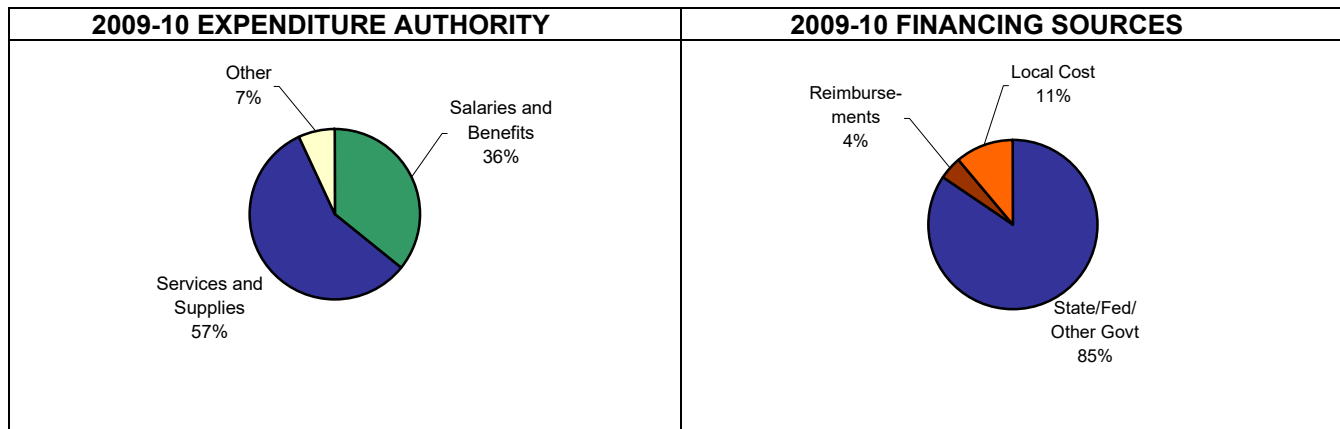 2009-10 EXPENDITURE AUTHORITY
Other
7%
Salaries and
Benefits
36%
Services and
Supplies
57%
2009-10 FINANCING SOURCES
Reimburse-
ments
4%
Local Cost
11%
State/Fed/
Other Govt
85%